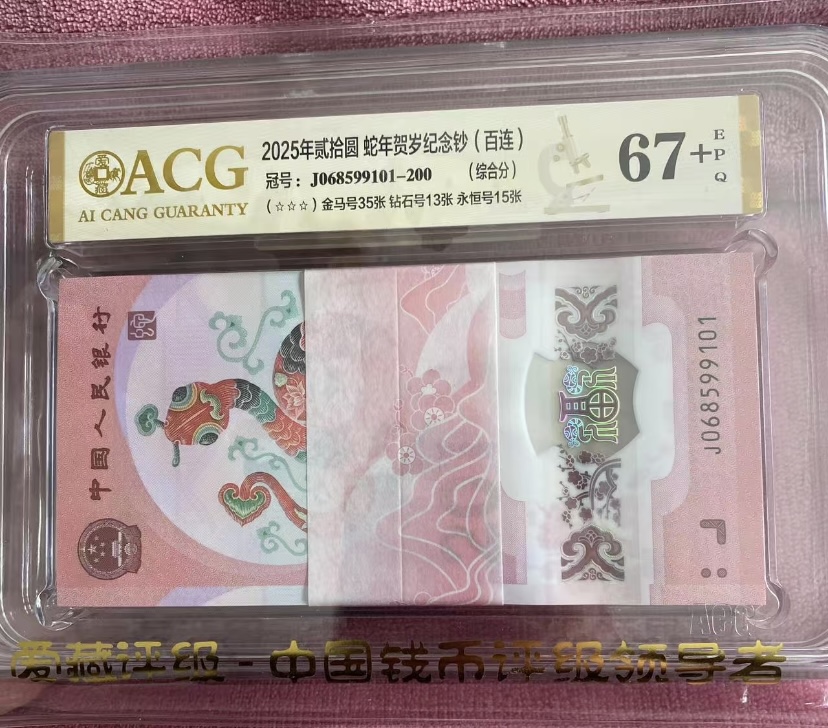 ACG
AI CANG GUARANTY
2025年贰拾圆 蛇年贺岁纪念钞（百连）
冠号：J068599101-200 （综合分）
（☆☆☆）金马号35张 钻石号13张 永恒号15张
67+
EPQ
中国人民银行
J068599101
ACG
爱藏评级 - 中国钱币评级领导者